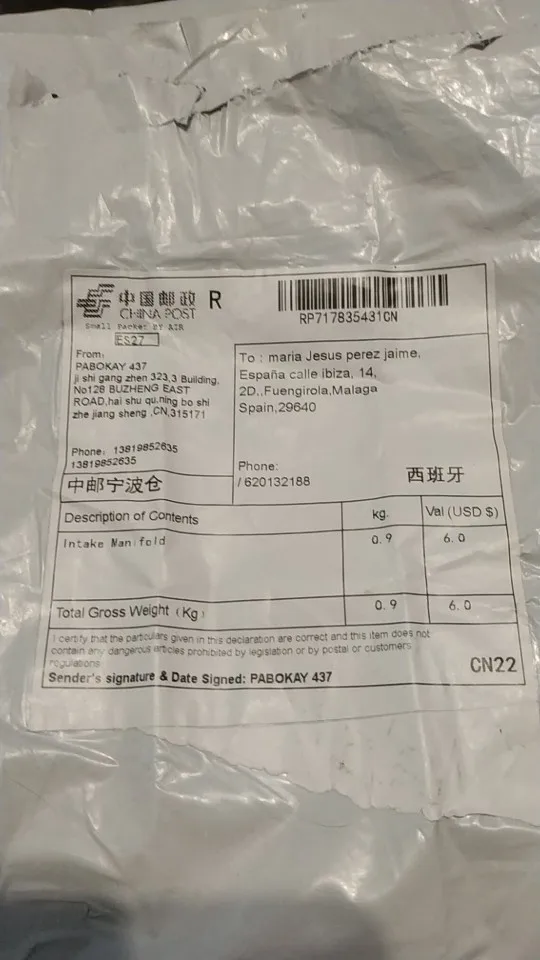 中国邮政 R
CHINA POST
Small Packet BY AIR
ES27
RP717835431CN
From:
PABOKAY 437
ji shi gang zhen 323,3 Building,
No128 BUZHENG EAST
ROAD,hai shu qu,ning bo shi
zhe jiang sheng ,CN,315171
Phone: 13819852635
13819852635
中邮宁波仓
To : maria Jesus perez jaime,
España calle ibiza, 14,
2D,,Fuengirola,Malaga
Spain,29640
Phone:
/ 620132188
西班牙
Description of Contents kg. Val (USD $)
Intake Manifold 0.9 6.0
Total Gross Weight (Kg) 0.9 6.0
I certify that the particulars given in this declaration are correct and this item does not
contain any dangerous articles prohibited by legislation or by postal or customers
regulations
Sender's signature & Date Signed: PABOKAY 437
CN22